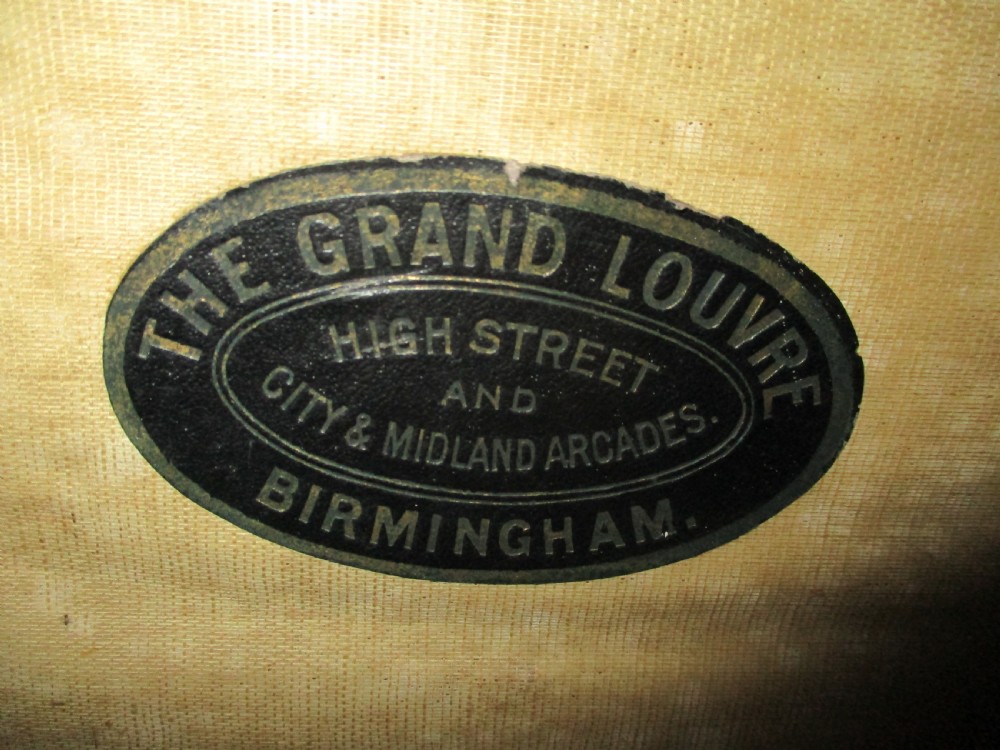 THE GRAND LOUVRE
HIGH STREET
AND
CITY & MIDLAND ARCADES.
BIRMINGHAM.